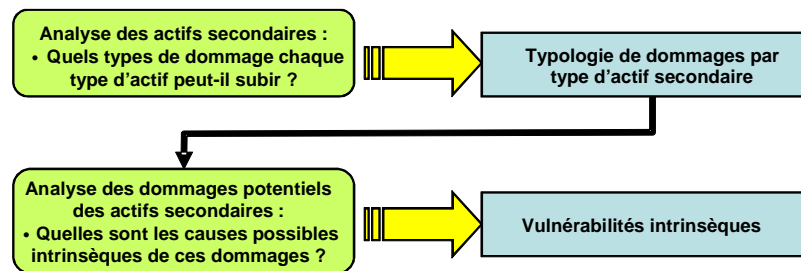 Analyse des actifs secondaires :
• Quels types de dommage chaque
type d'actif peut-il subir ?
Typologie de dommages par
type d'actif secondaire
Analyse des dommages potentiels
des actifs secondaires :
• Quelles sont les causes possibles
intrinsèques de ces dommages ?
Vulnérabilités intrinsèques